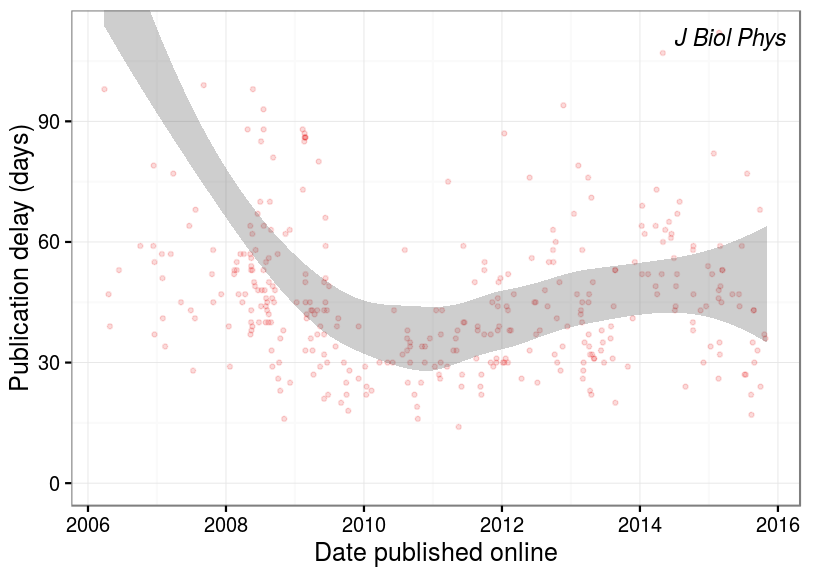 J Biol Phys
Publication delay (days)
90
60
30
0
2006 2008 2010 2012 2014 2016
Date published online